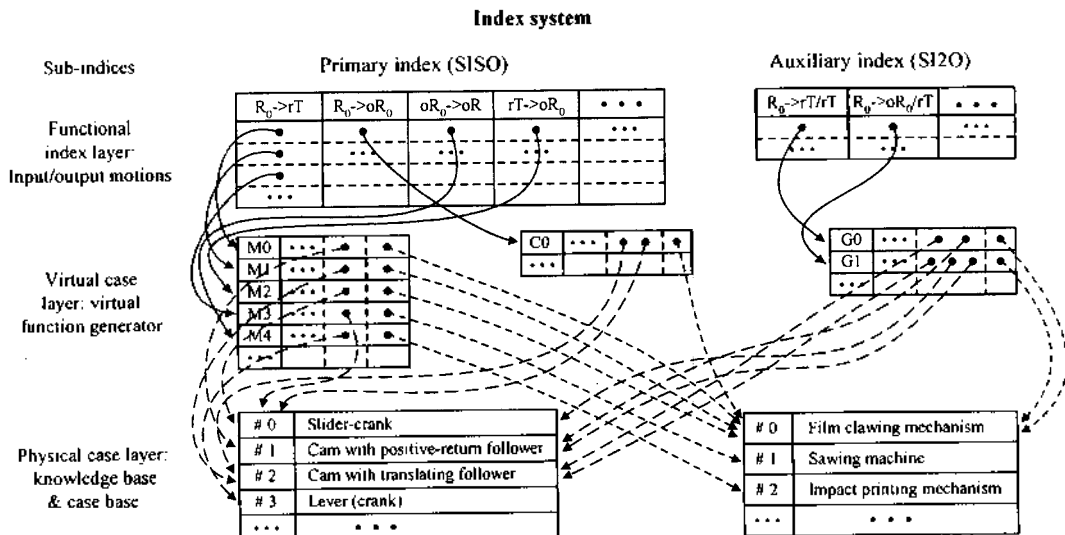 Index system
Sub-indices
Primary index (SISO)
Auxiliary index (SI2O)
Functional
index layer:
Input/output motions
R₀->rT R₀->oR₀ oR₀->oR rT->oR₀ • • •
• • •
• • • • • • • • •
• • •
R₀->rT/rT R₀->oR₀/rT • • •
• • •
• • • • • •
Virtual case
layer: virtual
function generator
M0 • • •
M1 • • •
M2 • • •
M3 • • •
M4 • • •
• • •
C0 • • •
• • •
G0 • • •
G1 • • •
• • •
Physical case layer:
knowledge base
& case base
# 0 Slider-crank
# 1 Cam with positive-return follower
# 2 Cam with translating follower
# 3 Lever (crank)
• • • • • •
# 0 Film clawing mechanism
# 1 Sawing machine
# 2 Impact printing mechanism
• • • • • •